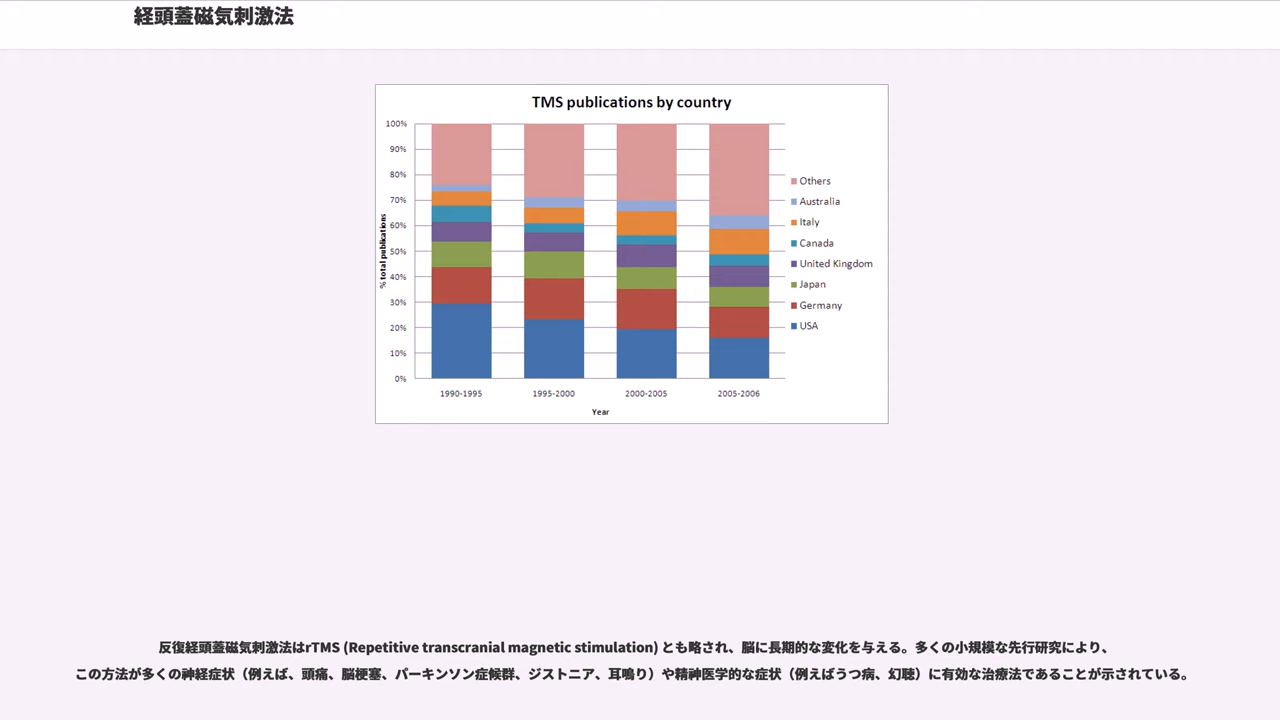 経頭蓋磁気刺激法
TMS publications by country
100%
90%
80%
70%
60%
50%
40%
30%
20%
10%
0%
% total publications
1990-1995
1995-2000
2000-2005
2005-2006
Year
Others
Australia
Italy
Canada
United Kingdom
Japan
Germany
USA
反復経頭蓋磁気刺激法はrTMS (Repetitive transcranial magnetic stimulation) とも略され、脳に長期的な変化を与える。多くの小規模な先行研究により、
この方法が多くの神経症状（例えば、頭痛、脳梗塞、パーキンソン症候群、ジストニア、耳鳴り）や精神医学的な症状（例えばうつ病、幻聴）に有効な治療法であることが示されている。